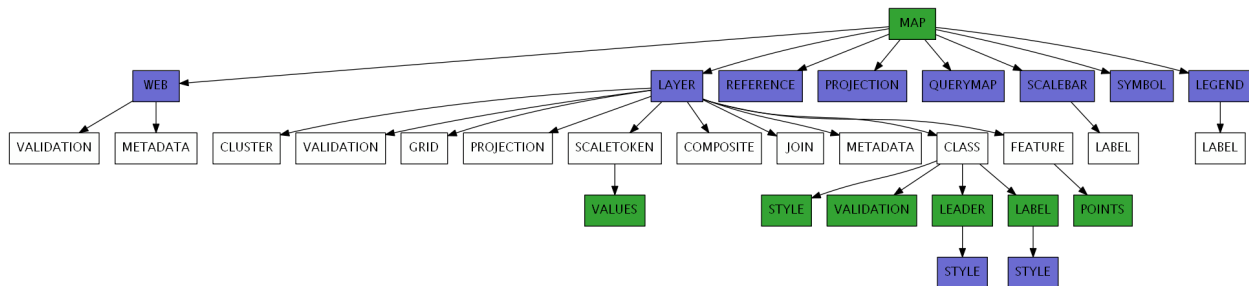 MAP
WEB
LAYER
REFERENCE
PROJECTION
QUERYMAP
SCALEBAR
SYMBOL
LEGEND
VALIDATION
METADATA
CLUSTER
VALIDATION
GRID
PROJECTION
SCALETOKEN
COMPOSITE
JOIN
METADATA
CLASS
FEATURE
LABEL
LABEL
VALUES
STYLE
VALIDATION
LEADER
LABEL
POINTS
STYLE
STYLE